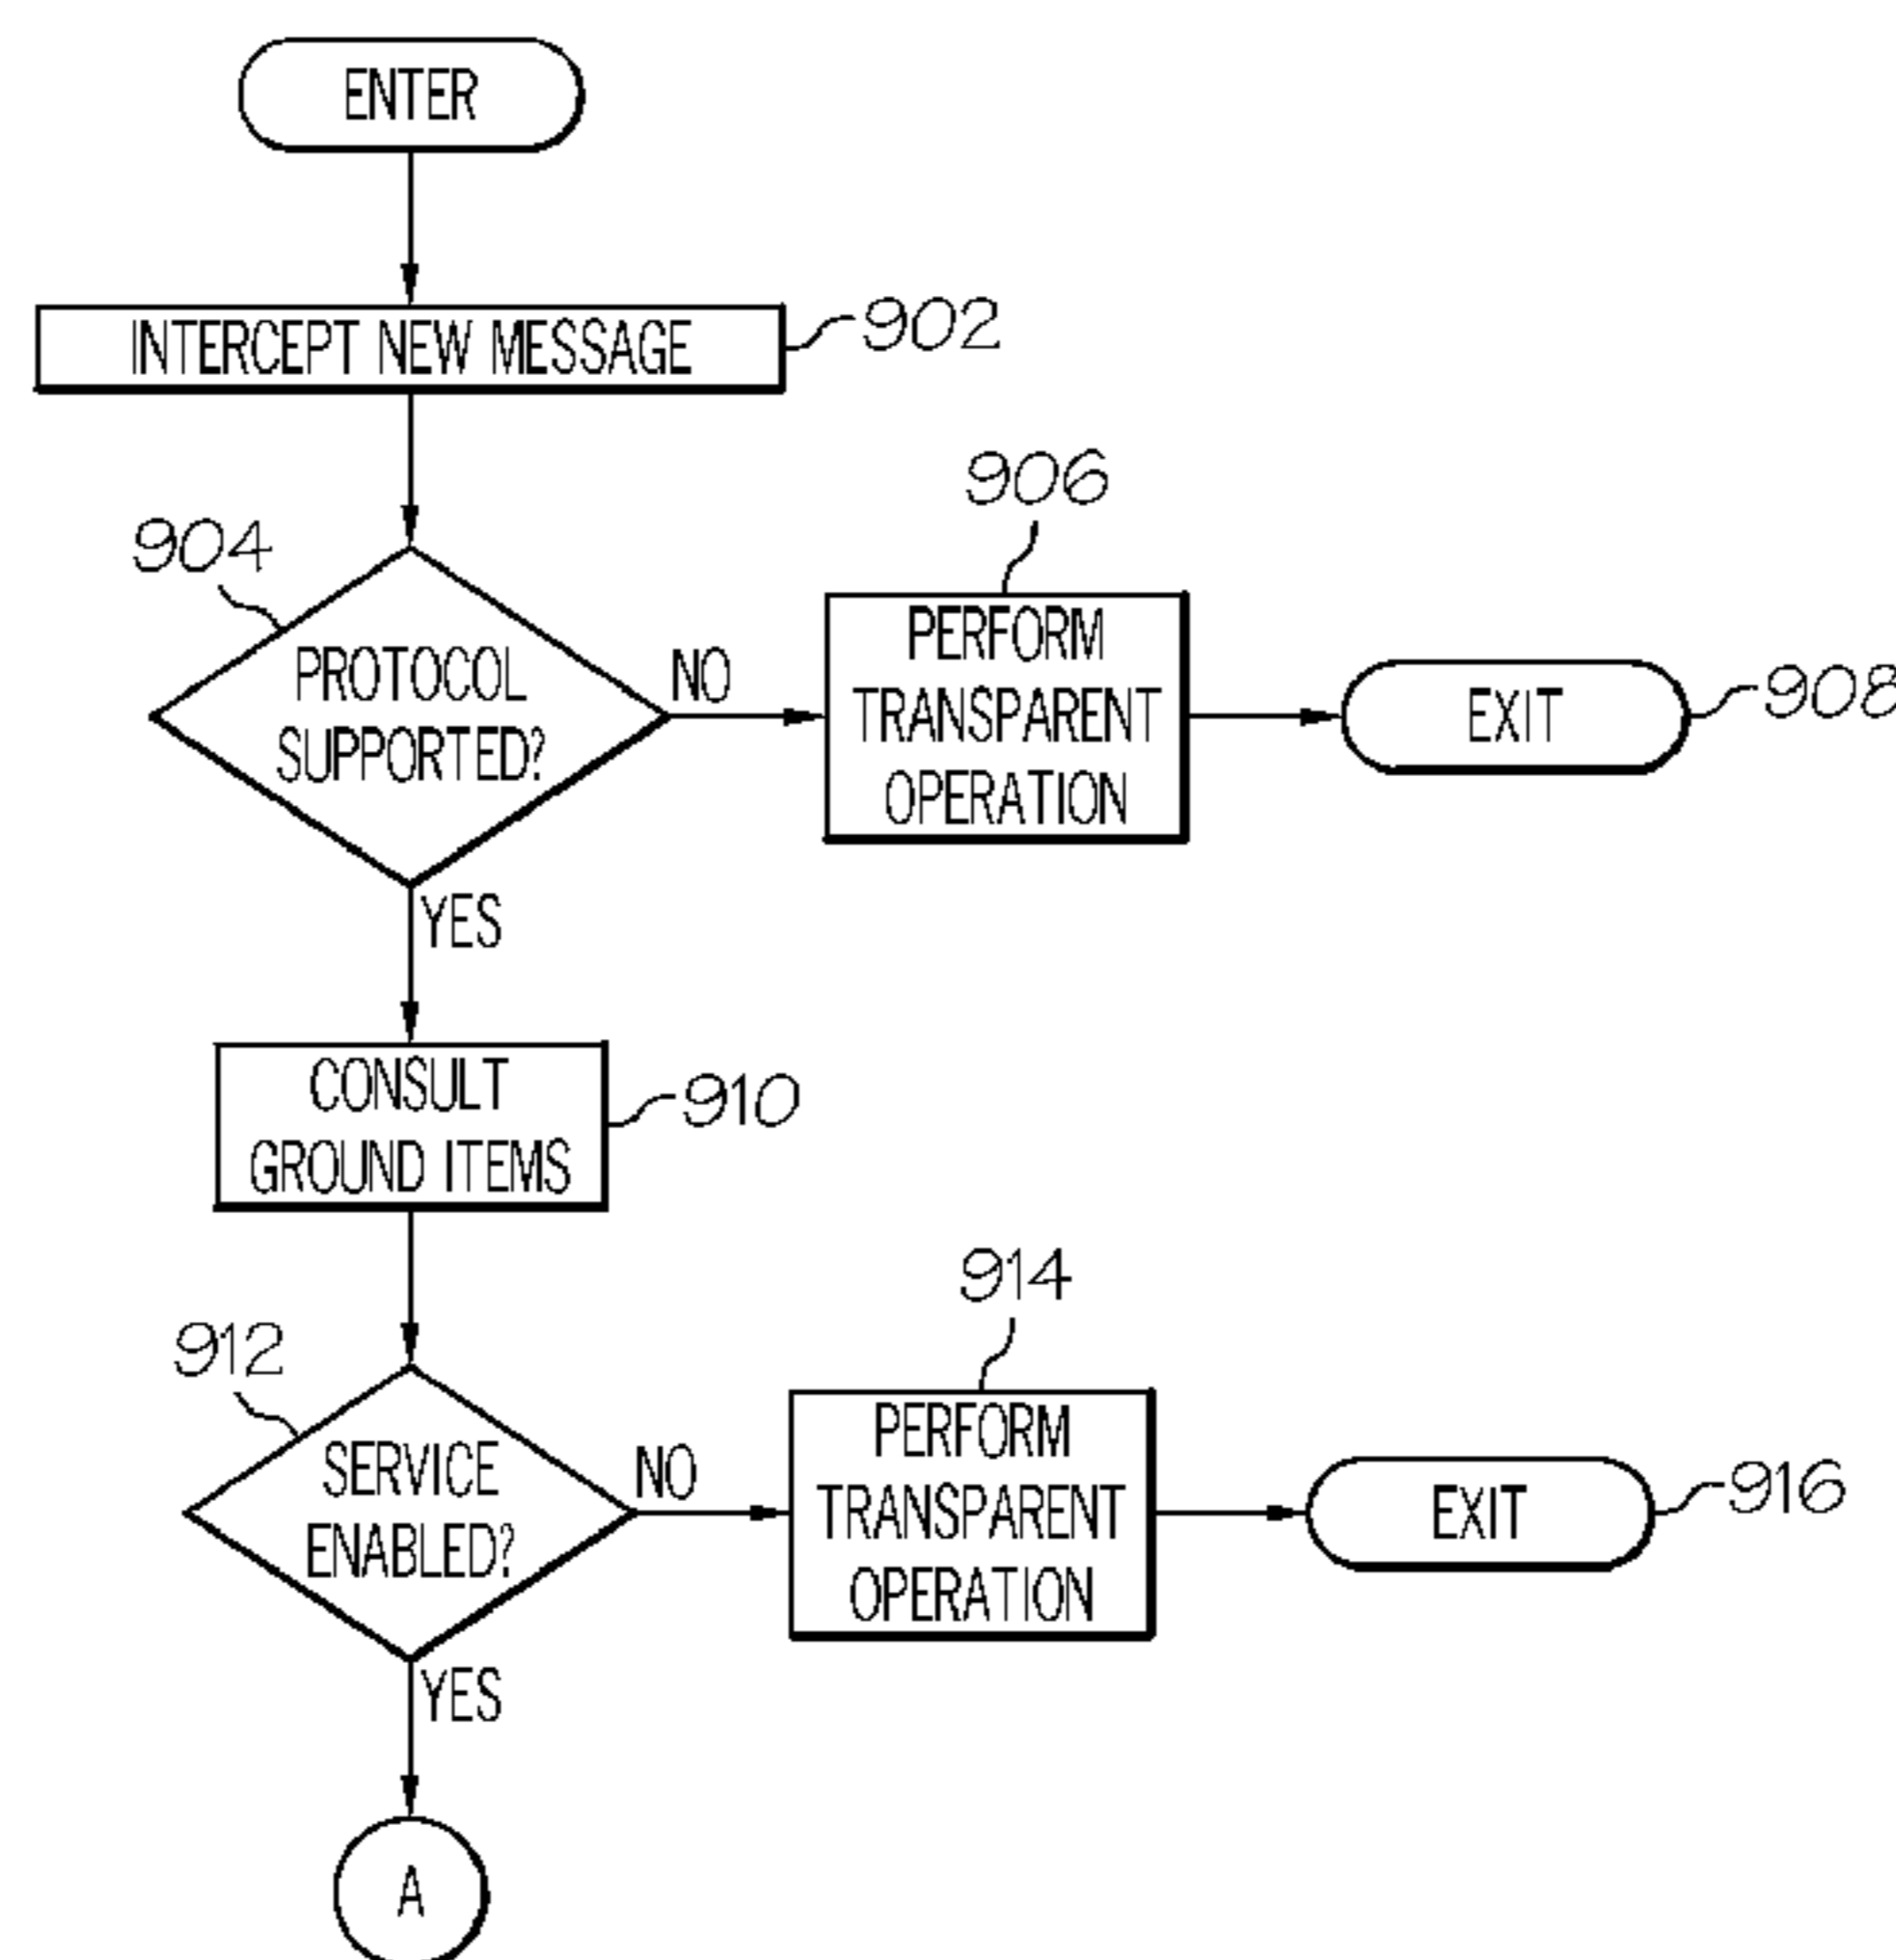 ENTER
INTERCEPT NEW MESSAGE
902
904
PROTOCOL
SUPPORTED?
NO
YES
906
PERFORM
TRANSPARENT
OPERATION
EXIT
908
CONSULT
GROUND ITEMS
910
912
SERVICE
ENABLED?
NO
YES
914
PERFORM
TRANSPARENT
OPERATION
EXIT
916
A